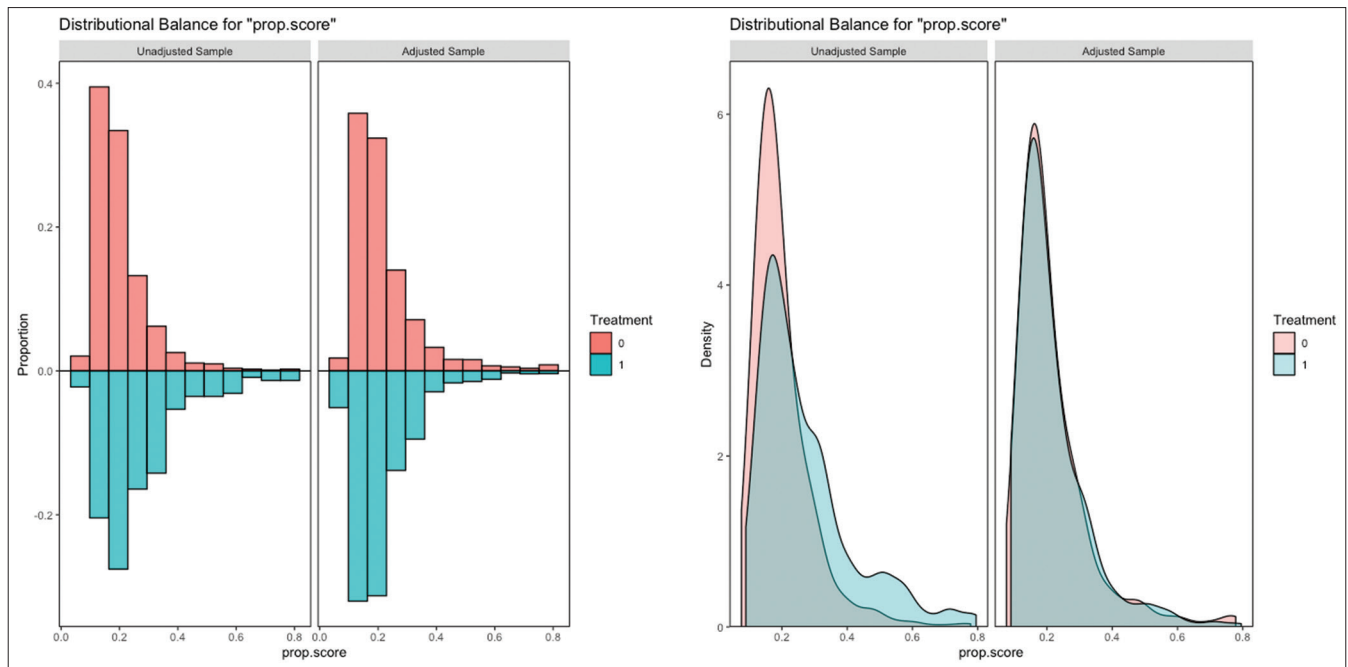 Distributional Balance for "prop.score"
Unadjusted Sample
Adjusted Sample
0.4
0.2
0.0
-0.2
Proportion
0.0
0.2
0.4
0.6
0.8
0.0
0.2
0.4
0.6
0.8
prop.score
Treatment
0
1
Distributional Balance for "prop.score"
Unadjusted Sample
Adjusted Sample
6
4
2
0
Density
0.2
0.4
0.6
0.8
0.2
0.4
0.6
0.8
prop.score
Treatment
0
1